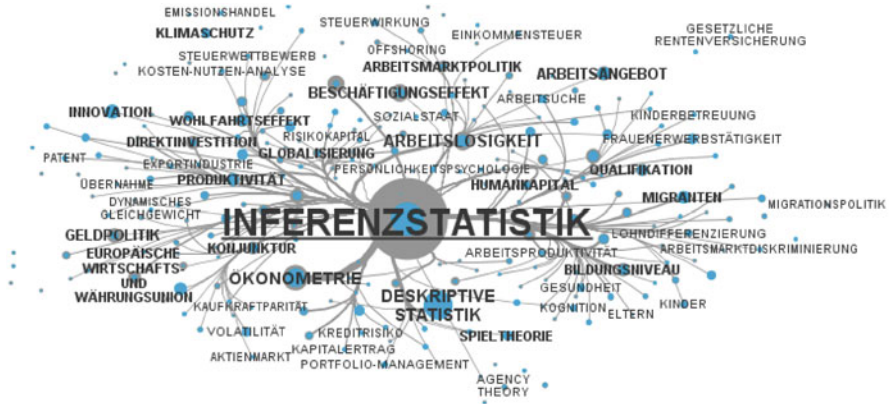 EMISSIONSHANDEL
KLIMASCHUTZ
STEUERWIRKUNG
EINKOMMENSTEUER
GESETZLICHE
RENTENVERSICHERUNG
STEUERWETTBEWERB
KOSTEN-NUTZEN-ANALYSE
OFFSHORING
ARBEITSMARKTPOLITIK
ARBEITSANGEBOT
BESCHÄFTIGUNGSEFFEKT
ARBEITSUCHE
INNOVATION
WOHLFAHRTSEFFEKT
SOZIALSTAAT
KINDERBETREUUNG
DIREKTINVESTITION
RISIKOKAPITAL
ARBEITSLOSIGKEIT
FRAUENERWERBSTÄTIGKEIT
PATENT
EXPORTINDUSTRIE
GLOBALISIERUNG
PERSÖNLICHKEITSPSYCHOLOGIE
QUALIFIKATION
ÜBERNAHME
PRODUKTIVITÄT
HUMANKAPITAL
MIGRANTEN
MIGRATIONSPOLITIK
DYNAMISCHES
GLEICHGEWICHT
INFERENZSTATISTIK
GELDPOLITIK
LOHNDIFFERENZIERUNG
KONJUNKTUR
ARBEITSPRODUKTIVITÄT
ARBEITSMARKTDISKRIMINIERUNG
EUROPÄISCHE
WIRTSCHAFTS-
UND
WÄHRUNGSUNION
ÖKONOMETRIE
BILDUNGSNIVEAU
GESUNDHEIT
DESKRIPTIVE
STATISTIK
KAUFKRAFTPARITÄT
KOGNITION
ELTERN
KINDER
VOLATILITÄT
KREDITRISIKO
SPIELTHEORIE
AKTIENMARKT
KAPITALERTRAG
PORTFOLIO-MANAGEMENT
AGENCY
THEORY